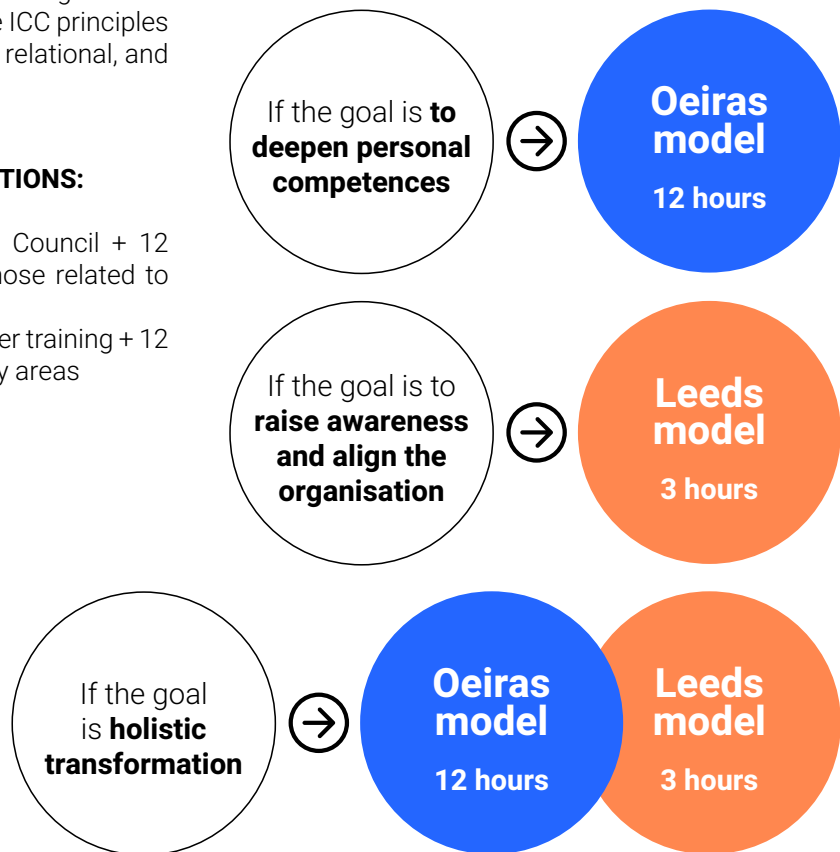 e ICC principles
relational, and
TIONS:
Council + 12
hose related to
er training + 12
y areas
If the goal is to
deepen personal
competences
Oeiras
model
12 hours
If the goal is to
raise awareness
and align the
organisation
Leeds
model
3 hours
If the goal
is holistic
transformation
Oeiras
model
12 hours
Leeds
model
3 hours